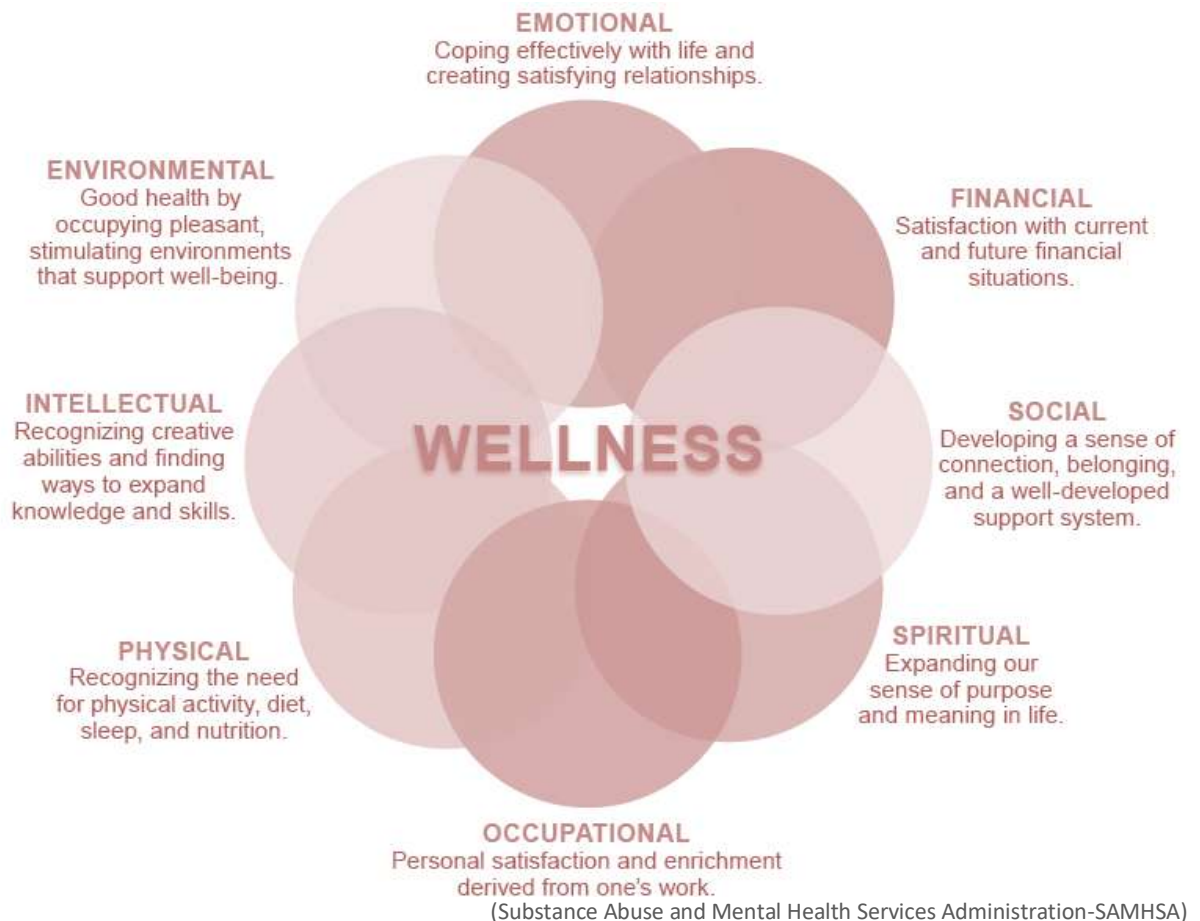 EMOTIONAL
Coping effectively with life and
creating satisfying relationships.
ENVIRONMENTAL
Good health by
occupying pleasant,
stimulating environments
that support well-being.
FINANCIAL
Satisfaction with current
and future financial
situations.
INTELLECTUAL
Recognizing creative
abilities and finding
ways to expand
knowledge and skills.
WELLNESS
SOCIAL
Developing a sense of
connection, belonging,
and a well-developed
support system.
PHYSICAL
Recognizing the need
for physical activity, diet,
sleep, and nutrition.
SPIRITUAL
Expanding our
sense of purpose
and meaning in life.
OCCUPATIONAL
Personal satisfaction and enrichment
derived from one's work.
(Substance Abuse and Mental Health Services Administration-SAMHSA)